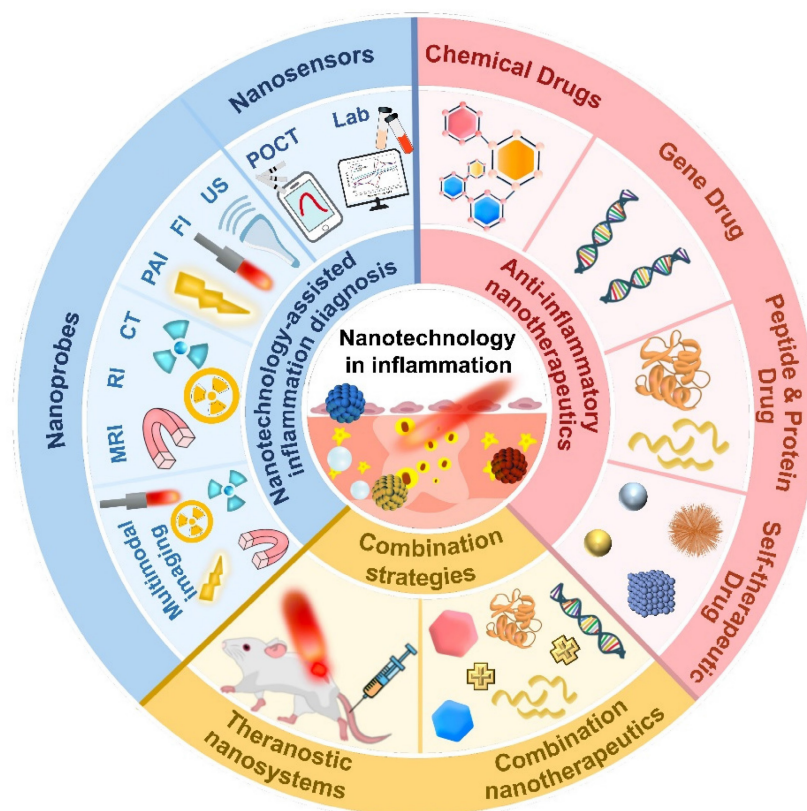 Nanotechnology
in inflammation
Nanotechnology-assisted
inflammation diagnosis
Nanosensors
POCT
Lab
Nanoprobes
US
FI
PAI
CT
RI
MRI
Multimodal
imaging
Anti-inflammatory
nanotherapeutics
Chemical Drugs
Gene Drug
Peptide & Protein
Drug
Self-therapeutic
Drug
Combination
strategies
Combination
nanotherapeutics
Theranostic
nanosystems